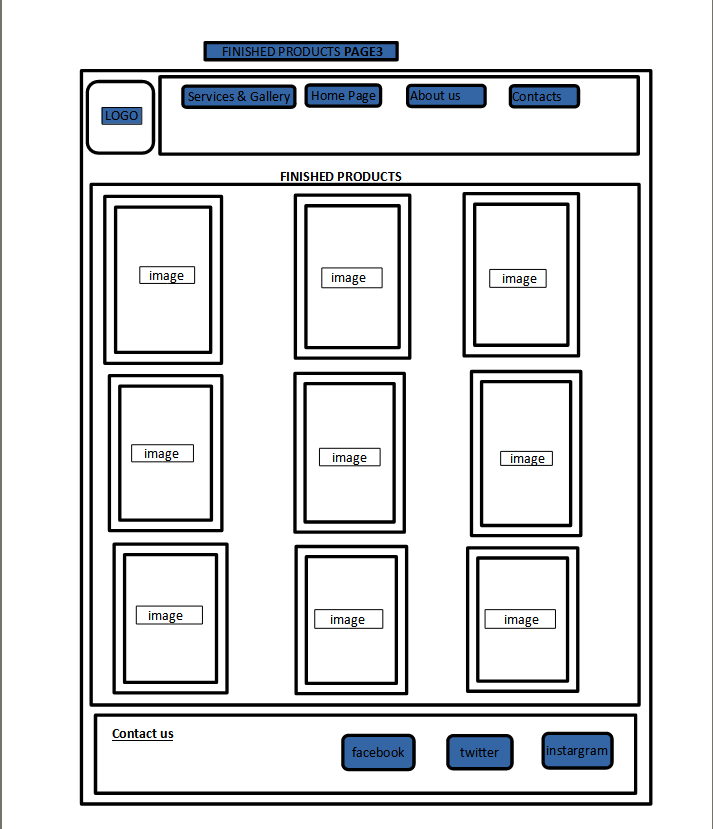 FINISHED PRODUCTS PAGE3
LOGO
Services & Gallery
Home Page
About us
Contacts
FINISHED PRODUCTS
image
image
image
image
image
image
image
image
image
Contact us
facebook
twitter
instargram